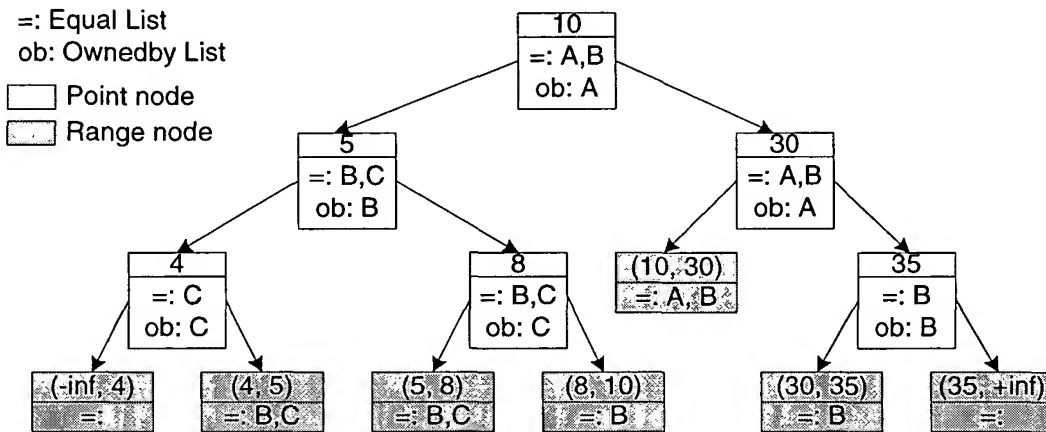 =: Equal List
ob: Ownedby List
Point node
Range node
10
=: A,B
ob: A
5
=: B,C
ob: B
30
=: A,B
ob: A
4
=: C
ob: C
8
=: B,C
ob: C
(10, 30)
=: A, B
35
=: B
ob: B
(-inf, 4)
=:
(4, 5)
=: B,C
(5, 8)
=: B,C
(8, 10)
=: B
(30, 35)
=: B
(35, +inf)
=: